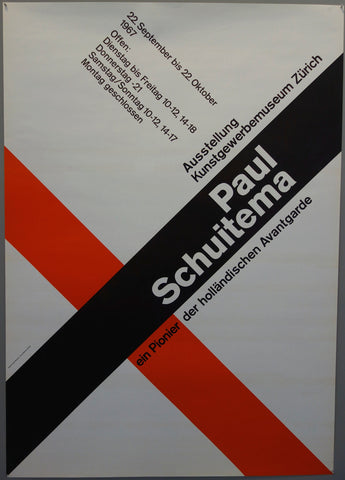 22. September bis 22. Oktober
1967
Offen:
Dienstag bis Freitag 10-12, 14-18
Donnerstag -21
Samstag/Sonntag 10-12, 14-17
Montag geschlossen
Ausstellung
Kunstgewerbemuseum Zürich
Paul
Schuitema
ein Pionier der holländischen Avantgarde